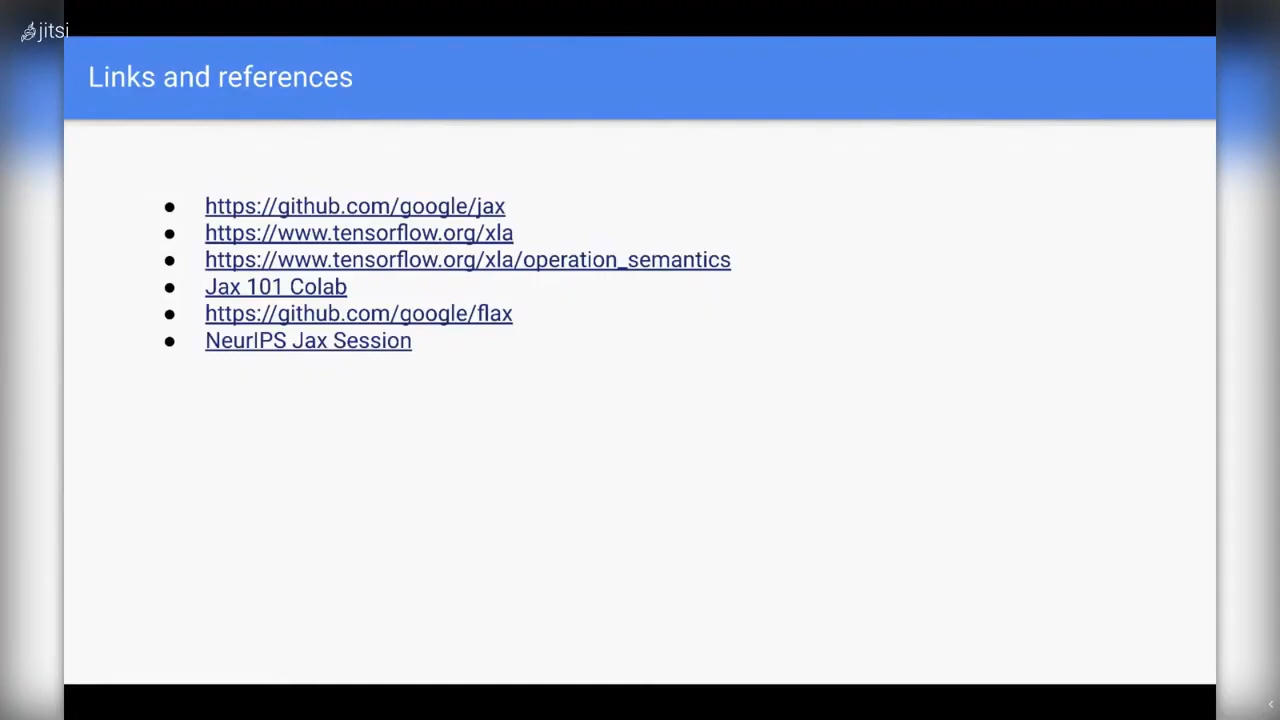 jitsi
Links and references
https://github.com/google/jax
https://www.tensorflow.org/xla
https://www.tensorflow.org/xla/operation_semantics
Jax 101 Colab
https://github.com/google/flax
NeurIPS Jax Session